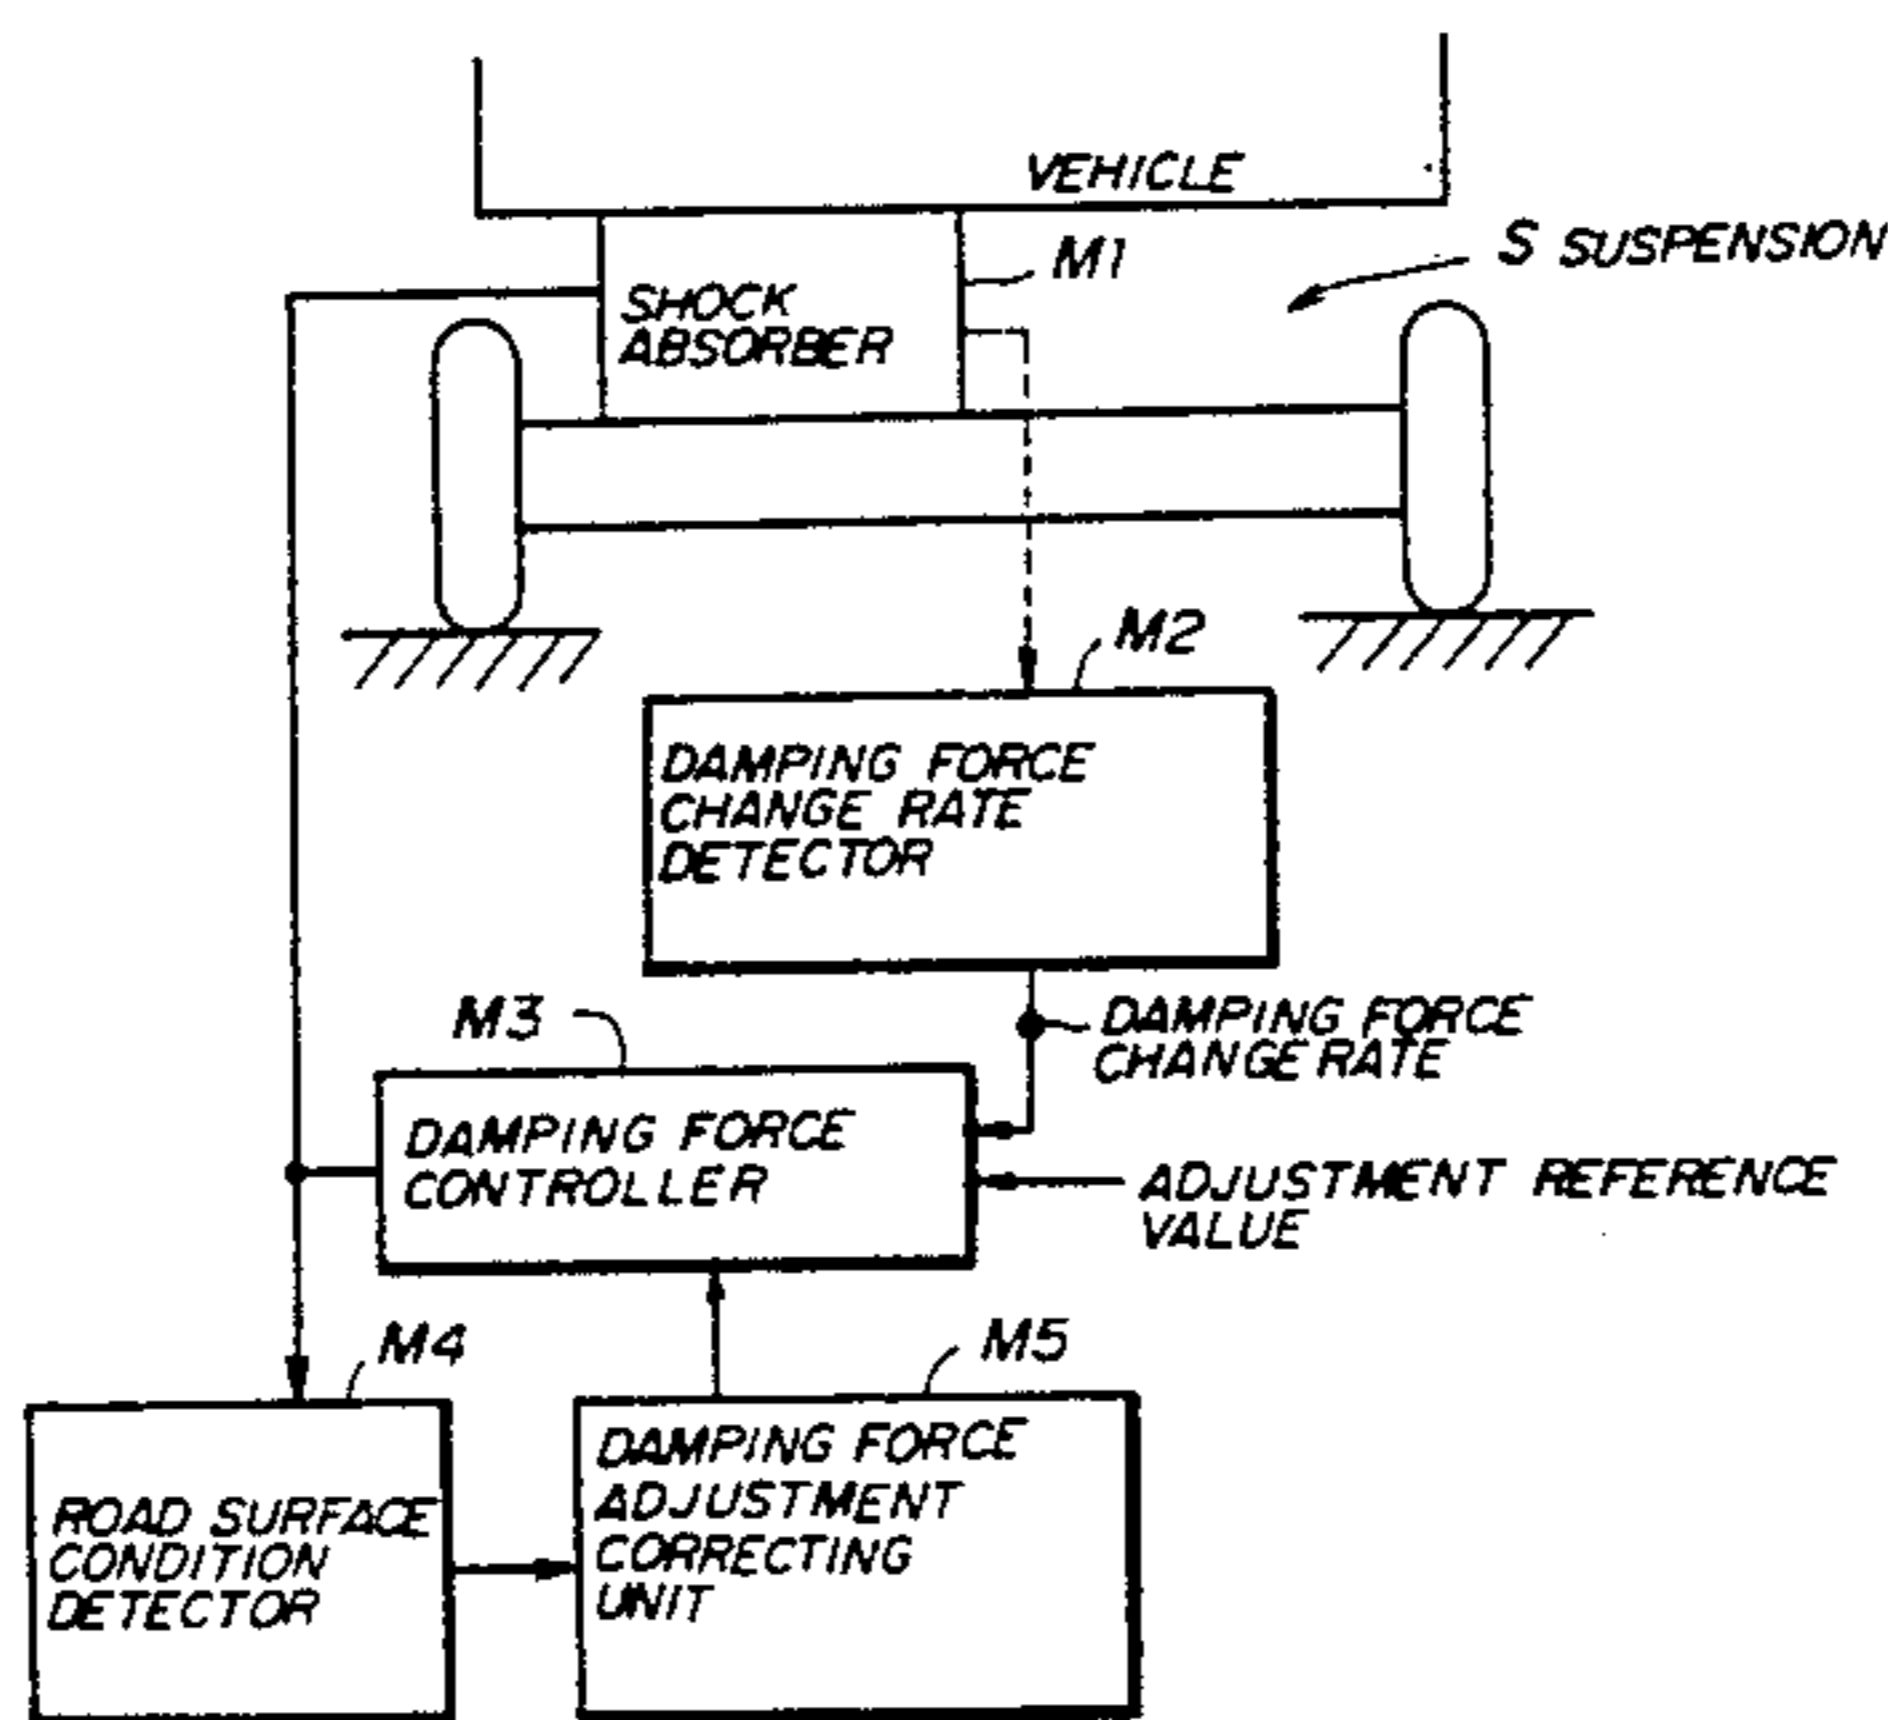 VEHICLE
S SUSPENSION
M1
SHOCK
ABSORBER
M2
DAMPING FORCE
CHANGE RATE
DETECTOR
M3
DAMPING FORCE
CHANGE RATE
DAMPING FORCE
CONTROLLER
ADJUSTMENT REFERENCE
VALUE
M4
M5
ROAD SURFACE
CONDITION
DETECTOR
DAMPING FORCE
ADJUSTMENT
CORRECTING
UNIT